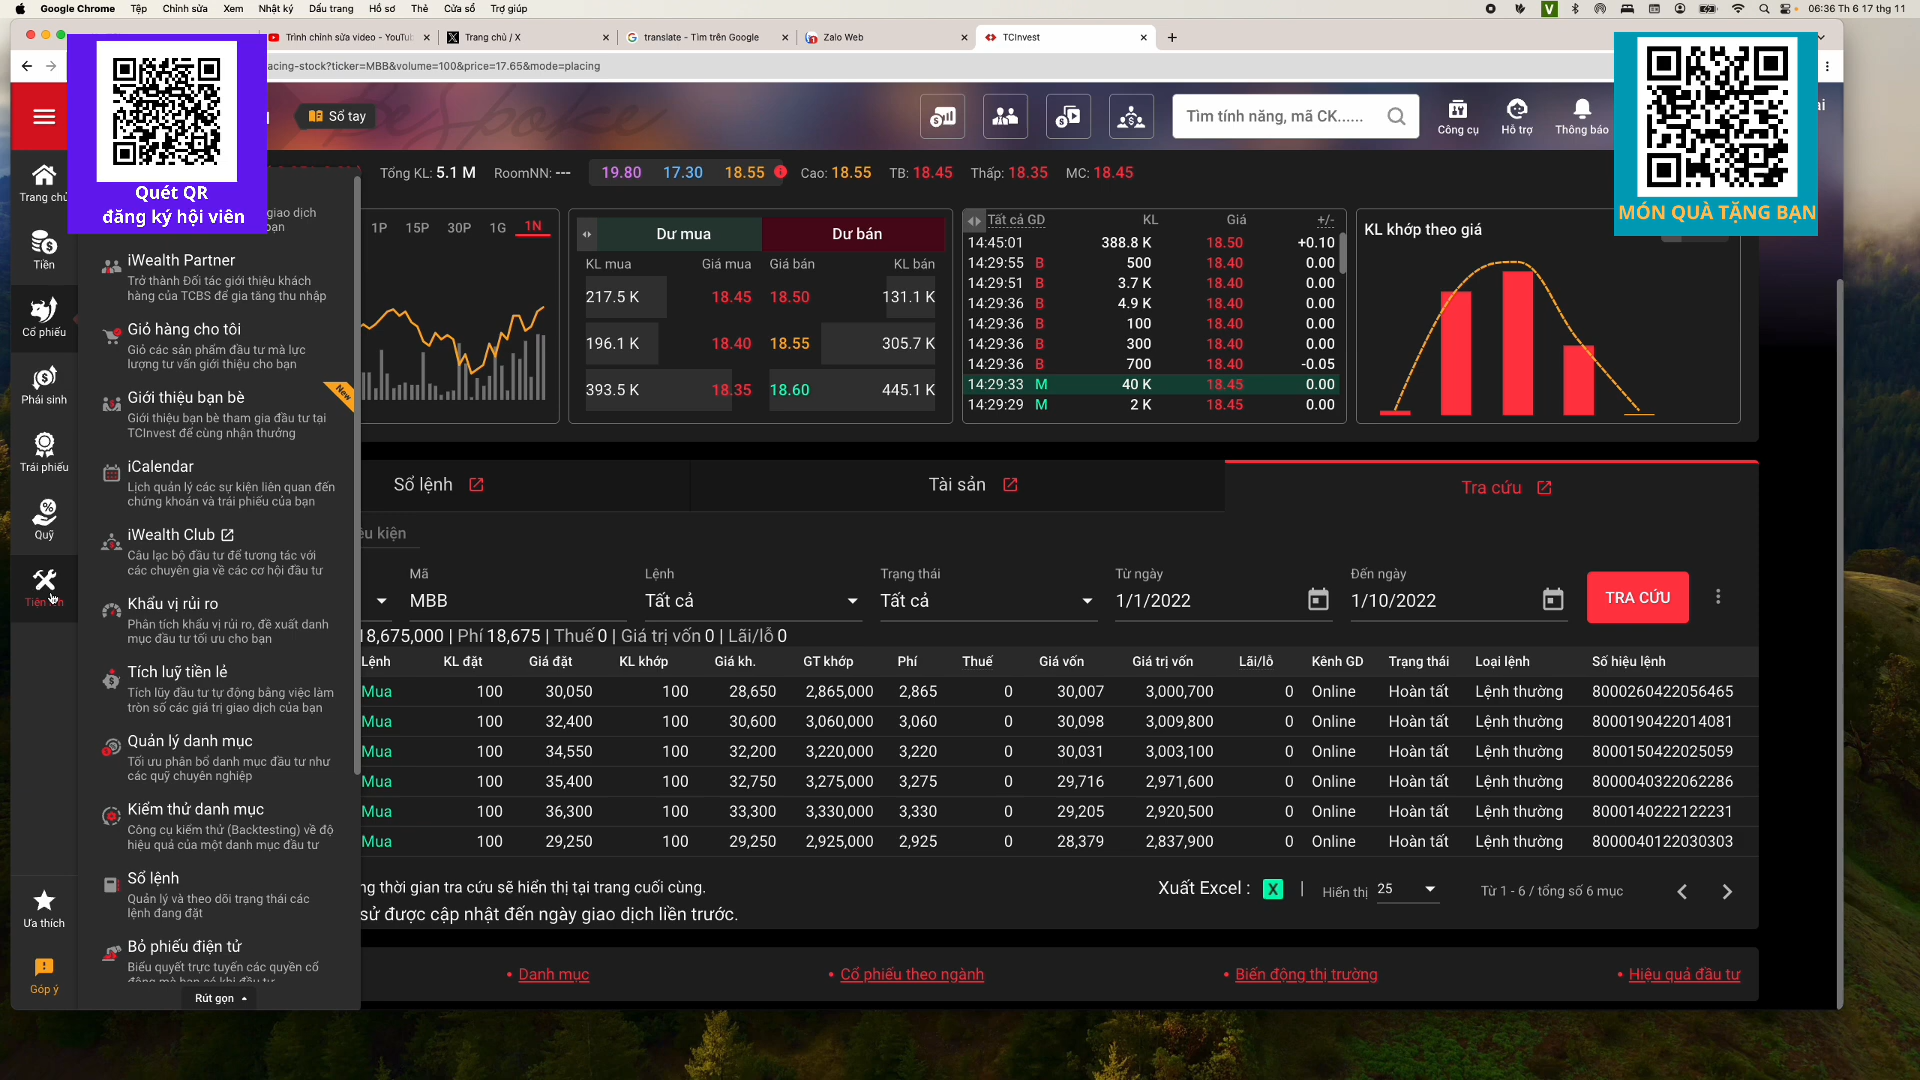 Google Chrome Tệp Chỉnh sửa Xem Nhật ký Dấu trang Hồ sơ Thẻ Cửa sổ Trợ giúp
V 06:36 Th 6 17 thg 11
Trình chỉnh sửa video - YouTu
Trang chủ / X
translate - Tìm trên Google
Zalo Web
TCInvest
acing-stock?ticker=MBB&volume=100&price=17.65&mode=placing
Quét QR
đăng ký hội viên
MÓN QUÀ TẶNG BẠN
Sổ tay
Tìm tính năng, mã CK......
Công cụ
Hỗ trợ
Thông báo
Tổng KL: 5.1 M RoomNN: --- 19.80 17.30 18.55 Cao: 18.55 TB: 18.45 Thấp: 18.35 MC: 18.45
Trang chủ
Tiền
Cổ phiếu
Phái sinh
Trái phiếu
Quỹ
Ưa thích
Góp ý
giao dịch
iWealth Partner
Trở thành Đối tác giới thiệu khách
hàng của TCBS để gia tăng thu nhập
Giỏ hàng cho tôi
Giỏ các sản phẩm đầu tư mà lực
lượng tư vấn giới thiệu cho bạn
New
Giới thiệu bạn bè
Giới thiệu bạn bè tham gia đầu tư tại
TCInvest để cùng nhận thưởng
iCalendar
Lịch quản lý các sự kiện liên quan đến
chứng khoán và trái phiếu của bạn
iWealth Club
Câu lạc bộ đầu tư để tương tác với
các chuyên gia về các cơ hội đầu tư
Khẩu vị rủi ro
Phân tích khẩu vị rủi ro, đề xuất danh
mục đầu tư tối ưu cho bạn
Tích luỹ tiền lẻ
Tích lũy đầu tư tự động bằng việc làm
tròn số các giá trị giao dịch của bạn
Quản lý danh mục
Tối ưu phân bổ danh mục đầu tư như
các quỹ chuyên nghiệp
Kiểm thử danh mục
Công cụ kiểm thử (Backtesting) về độ
hiệu quả của một danh mục đầu tư
Sổ lệnh
Quản lý và theo dõi trạng thái các
lệnh đang đặt
Bỏ phiếu điện tử
Biểu quyết trực tuyến các quyền cổ
Rút gọn
1P 15P 30P 1G 1N
Dư mua Dư bán
KL mua Giá mua Giá bán KL bán
217.5 K 18.45 18.50 131.1 K
196.1 K 18.40 18.55 305.7 K
393.5 K 18.35 18.60 445.1 K
Tất cả GD KL Giá +/-
14:45:01 388.8 K 18.50 +0.10
14:29:55 B 500 18.40 0.00
14:29:51 B 3.7 K 18.40 0.00
14:29:36 B 4.9 K 18.40 0.00
14:29:36 B 100 18.40 0.00
14:29:36 B 300 18.40 0.00
14:29:36 B 700 18.40 -0.05
14:29:33 M 40 K 18.45 0.00
14:29:29 M 2 K 18.45 0.00
KL khớp theo giá
Sổ lệnh
Tài sản
Tra cứu
kiện
Mã Lệnh Trạng thái Từ ngày Đến ngày
MBB Tất cả Tất cả 1/1/2022 1/10/2022 TRA CỨU
8,675,000 | Phí 18,675 | Thuế 0 | Giá trị vốn 0 | Lãi/lỗ 0
Lệnh KL đặt Giá đặt KL khớp Giá kh. GT khớp Phí Thuế Giá vốn Giá trị vốn Lãi/lỗ Kênh GD Trạng thái Loại lệnh Số hiệu lệnh
Mua 100 30,050 100 28,650 2,865,000 2,865 0 30,007 3,000,700 0 Online Hoàn tất Lệnh thường 8000260422056465
Mua 100 32,400 100 30,600 3,060,000 3,060 0 30,098 3,009,800 0 Online Hoàn tất Lệnh thường 8000190422014081
Mua 100 34,550 100 32,200 3,220,000 3,220 0 30,031 3,003,100 0 Online Hoàn tất Lệnh thường 8000150422025059
Mua 100 35,400 100 32,750 3,275,000 3,275 0 29,716 2,971,600 0 Online Hoàn tất Lệnh thường 8000040322062286
Mua 100 36,300 100 33,300 3,330,000 3,330 0 29,205 2,920,500 0 Online Hoàn tất Lệnh thường 8000140222122231
Mua 100 29,250 100 29,250 2,925,000 2,925 0 28,379 2,837,900 0 Online Hoàn tất Lệnh thường 8000040122030303
thời gian tra cứu sẽ hiển thị tại trang cuối cùng.
sử được cập nhật đến ngày giao dịch liền trước.
Xuất Excel : X | Hiển thị 25 Từ 1 - 6 / tổng số 6 mục
Danh mục
Cổ phiếu theo ngành
Biến động thị trường
Hiệu quả đầu tư